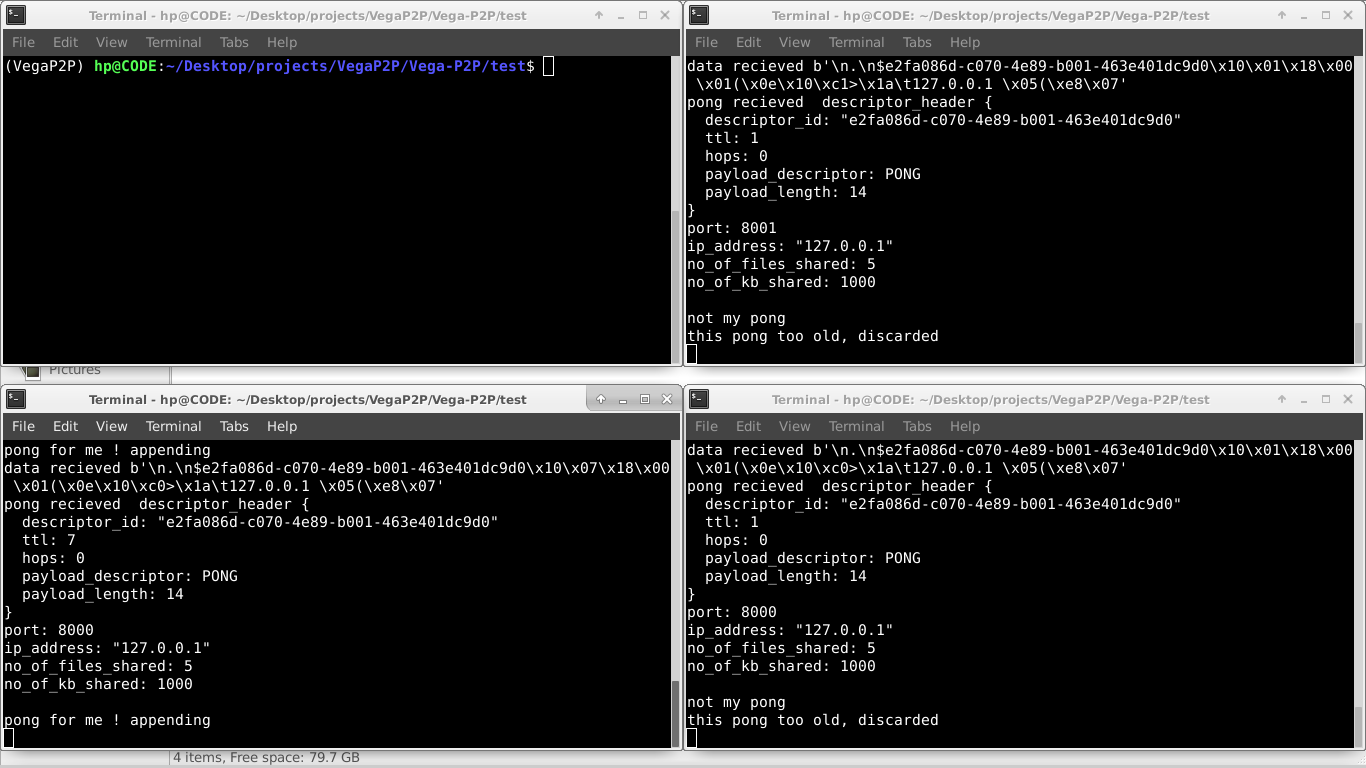 Terminal - hp@CODE: ~/Desktop/projects/VegaP2P/Vega-P2P/test
File Edit View Terminal Tabs Help
(VegaP2P) hp@CODE:~/Desktop/projects/VegaP2P/Vega-P2P/test$
Terminal - hp@CODE: ~/Desktop/projects/VegaP2P/Vega-P2P/test
File Edit View Terminal Tabs Help
data recieved b'\n.\n$e2fa086d-c070-4e89-b001-463e401dc9d0\x10\x01\x18\x00
\x01(\x0e\x10\xc1>\x1a\t127.0.0.1 \x05(\xe8\x07'
pong recieved  descriptor_header {
  descriptor_id: "e2fa086d-c070-4e89-b001-463e401dc9d0"
  ttl: 1
  hops: 0
  payload_descriptor: PONG
  payload_length: 14
}
port: 8001
ip_address: "127.0.0.1"
no_of_files_shared: 5
no_of_kb_shared: 1000
not my pong
this pong too old, discarded
Pictures
Terminal - hp@CODE: ~/Desktop/projects/VegaP2P/Vega-P2P/test
File Edit View Terminal Tabs Help
pong for me ! appending
data recieved b'\n.\n$e2fa086d-c070-4e89-b001-463e401dc9d0\x10\x07\x18\x00
\x01(\x0e\x10\xc0>\x1a\t127.0.0.1 \x05(\xe8\x07'
pong recieved  descriptor_header {
  descriptor_id: "e2fa086d-c070-4e89-b001-463e401dc9d0"
  ttl: 7
  hops: 0
  payload_descriptor: PONG
  payload_length: 14
}
port: 8000
ip_address: "127.0.0.1"
no_of_files_shared: 5
no_of_kb_shared: 1000
pong for me ! appending
Terminal - hp@CODE: ~/Desktop/projects/VegaP2P/Vega-P2P/test
File Edit View Terminal Tabs Help
data recieved b'\n.\n$e2fa086d-c070-4e89-b001-463e401dc9d0\x10\x01\x18\x00
\x01(\x0e\x10\xc0>\x1a\t127.0.0.1 \x05(\xe8\x07'
pong recieved  descriptor_header {
  descriptor_id: "e2fa086d-c070-4e89-b001-463e401dc9d0"
  ttl: 1
  hops: 0
  payload_descriptor: PONG
  payload_length: 14
}
port: 8000
ip_address: "127.0.0.1"
no_of_files_shared: 5
no_of_kb_shared: 1000
not my pong
this pong too old, discarded
4 items, Free space: 79.7 GB